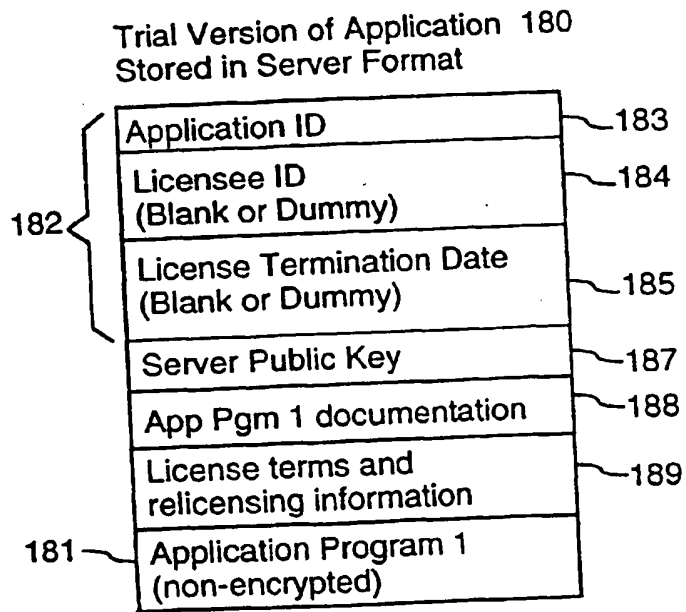 Trial Version of Application 180
Stored in Server Format
Application ID
183
Licensee ID
(Blank or Dummy)
184
182
License Termination Date
(Blank or Dummy)
185
Server Public Key
187
App Pgm 1 documentation
188
License terms and
relicensing information
189
181
Application Program 1
(non-encrypted)